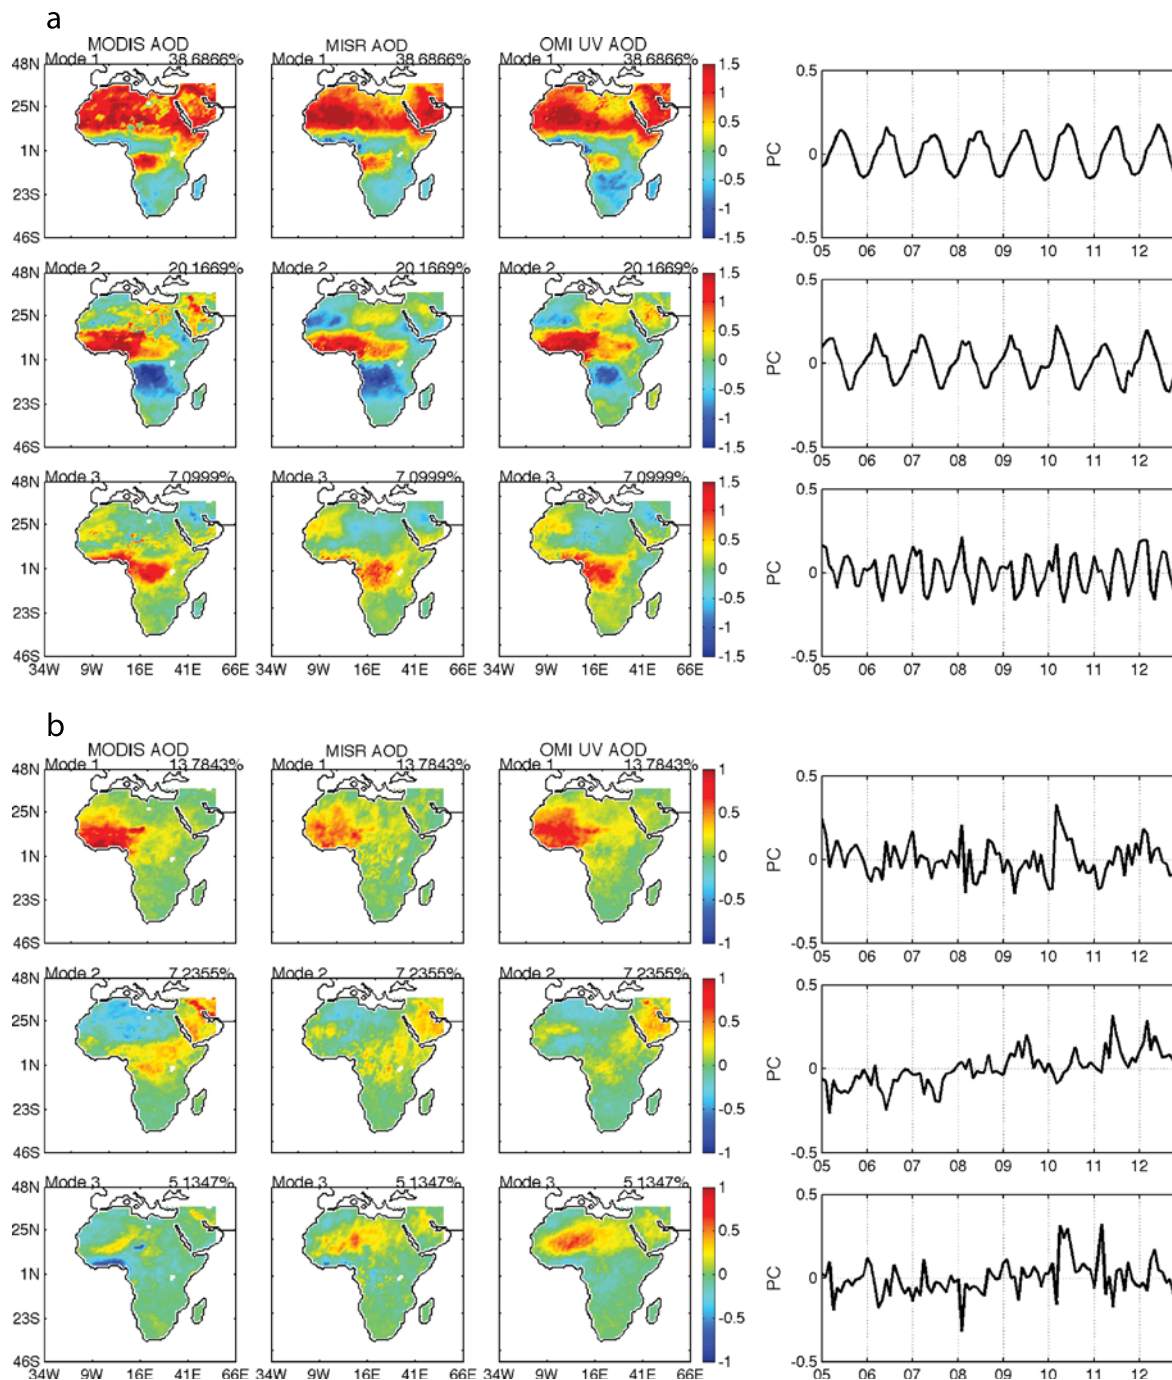 a
MODIS AOD MISR AOD OMI UV AOD
Mode 1 38.6866% Mode 1 38.6866% Mode 1 38.6866%
48N 25N 1N 23S 46S
1.5 1 0.5 0 -0.5 -1 -1.5
PC 0.5 0 -0.5
05 06 07 08 09 10 11 12
Mode 2 20.1669% Mode 2 20.1669% Mode 2 20.1669%
48N 25N 1N 23S 46S
1.5 1 0.5 0 -0.5 -1 -1.5
PC 0.5 0 -0.5
05 06 07 08 09 10 11 12
Mode 3 7.0999% Mode 3 7.0999% Mode 3 7.0999%
48N 25N 1N 23S 46S
1.5 1 0.5 0 -0.5 -1 -1.5
PC 0.5 0 -0.5
34W 9W 16E 41E 66E 34W 9W 16E 41E 66E 34W 9W 16E 41E 66E
05 06 07 08 09 10 11 12
b
MODIS AOD MISR AOD OMI UV AOD
Mode 1 13.7843% Mode 1 13.7843% Mode 1 13.7843%
48N 25N 1N 23S 46S
1 0.5 0 -0.5 -1
PC 0.5 0 -0.5
05 06 07 08 09 10 11 12
Mode 2 7.2355% Mode 2 7.2355% Mode 2 7.2355%
48N 25N 1N 23S 46S
1 0.5 0 -0.5 -1
PC 0.5 0 -0.5
05 06 07 08 09 10 11 12
Mode 3 5.1347% Mode 3 5.1347% Mode 3 5.1347%
48N 25N 1N 23S 46S
1 0.5 0 -0.5 -1
PC 0.5 0 -0.5
34W 9W 16E 41E 66E 34W 9W 16E 41E 66E 34W 9W 16E 41E 66E
05 06 07 08 09 10 11 12